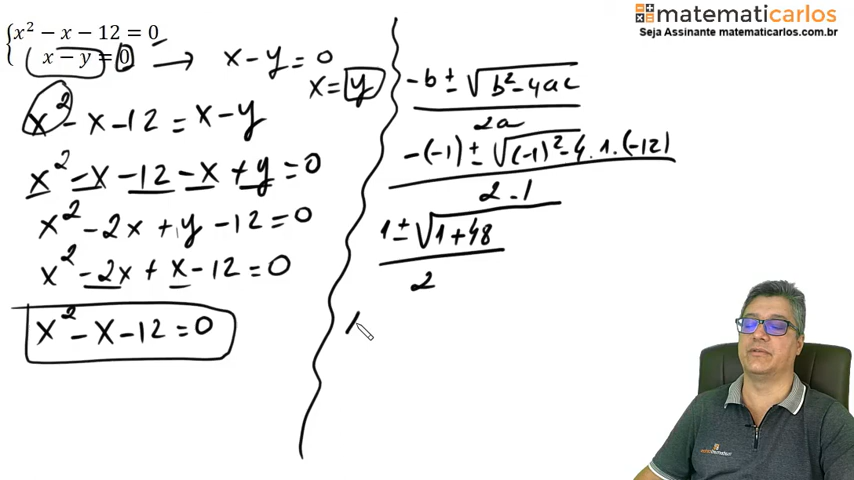 matematicarlos
Seja Assinante matematicarlos.com.br
{x² − x − 12 = 0
x − y = 0 → x - y = 0
x = y
x² - x - 12 = x - y
x² - x - 12 - x + y = 0
x² - 2x + y - 12 = 0
x² - 2x + x - 12 = 0
x² - x - 12 = 0
-b ± √b² - 4ac
2a
-(-1) ± √(-1)² - 4 . 1 . (-12)
2 . 1
1 ± √1 + 48
2